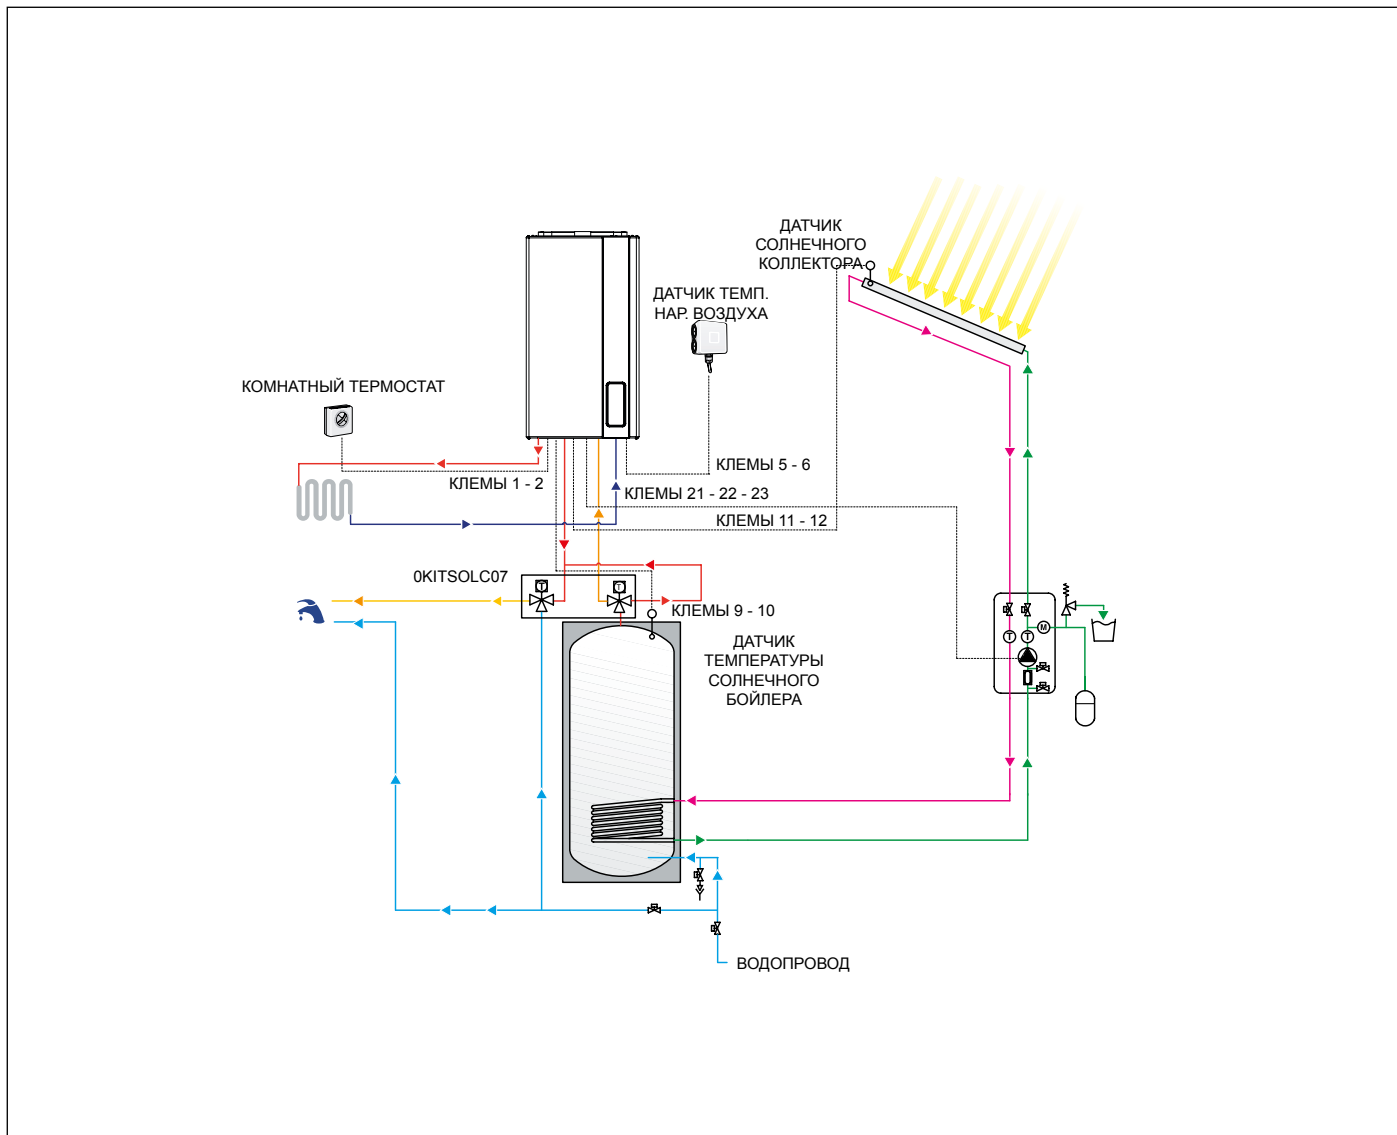 ДАТЧИК
СОЛНЕЧНОГО
КОЛЛЕКТОРА
ДАТЧИК ТЕМП.
НАР. ВОЗДУХА
КОМНАТНЫЙ ТЕРМОСТАТ
КЛЕМЫ 5 - 6
КЛЕМЫ 1 - 2
КЛЕМЫ 21 - 22 - 23
КЛЕМЫ 11 - 12
0KITSOLC07
T
T
КЛЕМЫ 9 - 10
M
T
T
ДАТЧИК
ТЕМПЕРАТУРЫ
СОЛНЕЧНОГО
БОЙЛЕРА
ВОДОПРОВОД